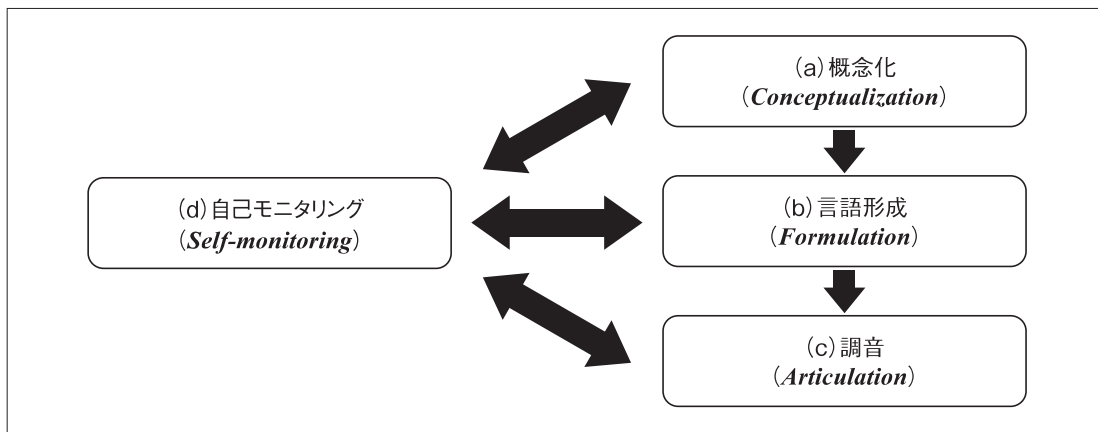 (a)概念化
(Conceptualization)
(d)自己モニタリング
(Self-monitoring)
(b)言語形成
(Formulation)
(c)調音
(Articulation)